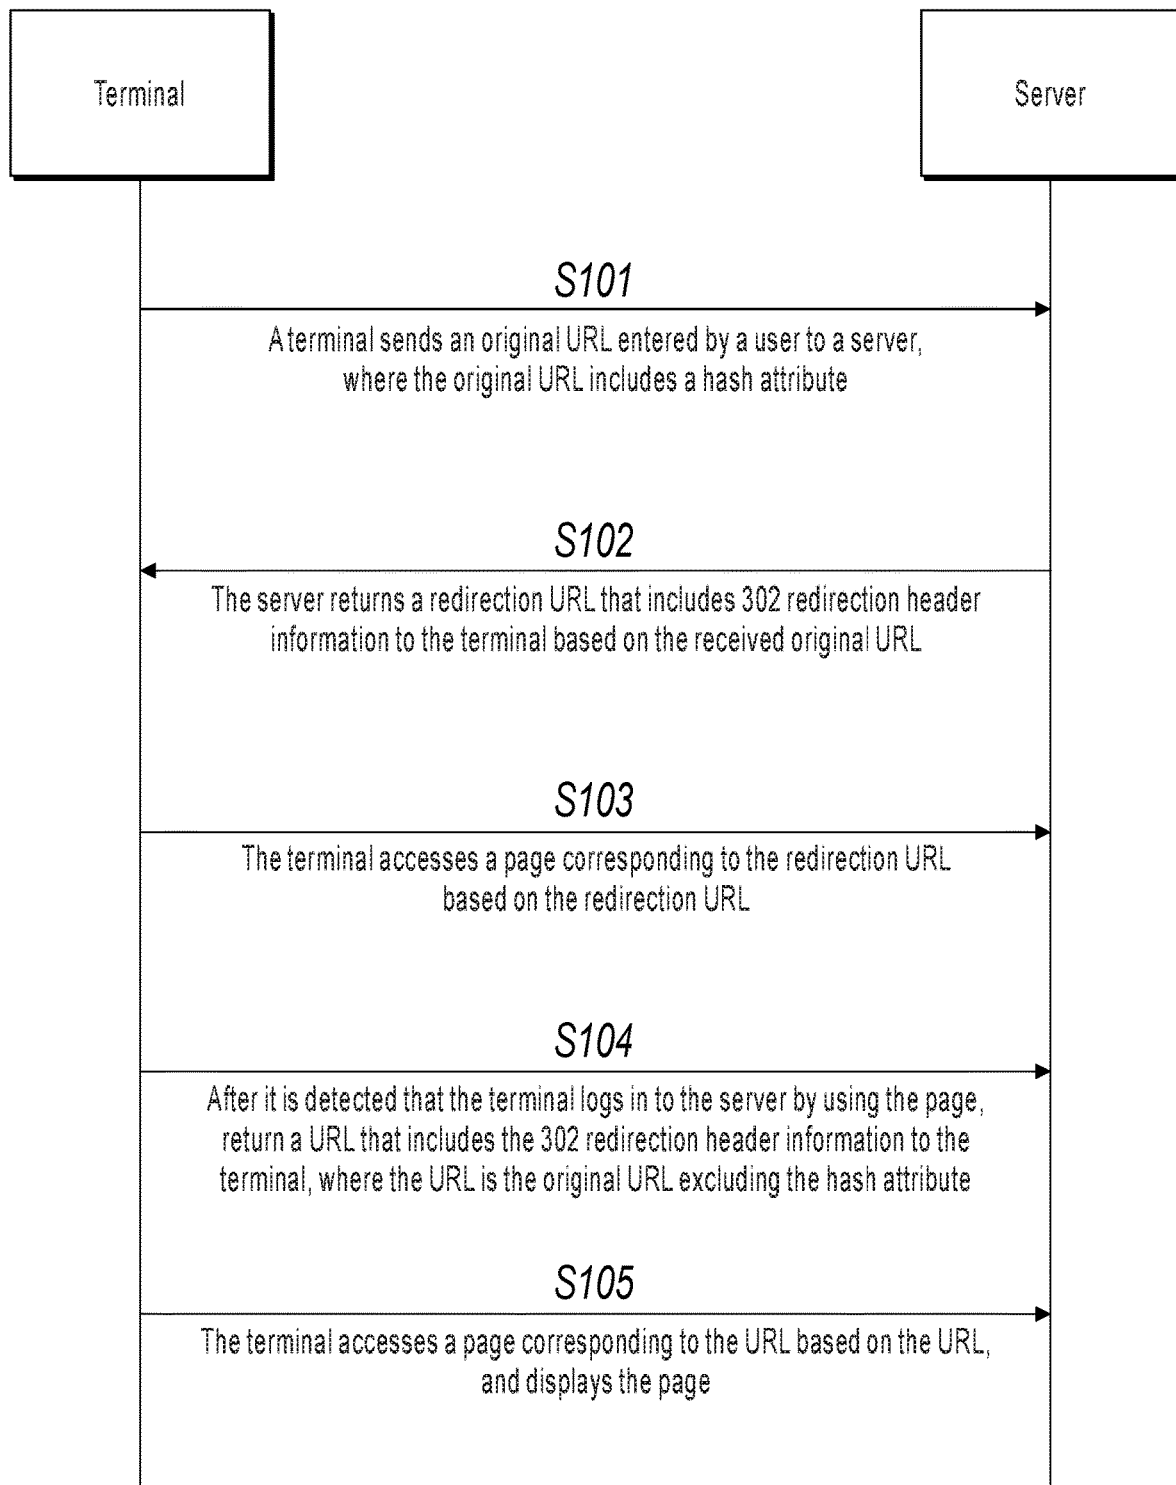 Terminal
Server
S101
A terminal sends an original URL entered by a user to a server,
where the original URL includes a hash attribute
S102
The server returns a redirection URL that includes 302 redirection header
information to the terminal based on the received original URL
S103
The terminal accesses a page corresponding to the redirection URL
based on the redirection URL
S104
After it is detected that the terminal logs in to the server by using the page,
return a URL that includes the 302 redirection header information to the
terminal, where the URL is the original URL excluding the hash attribute
S105
The terminal accesses a page corresponding to the URL based on the URL,
and displays the page